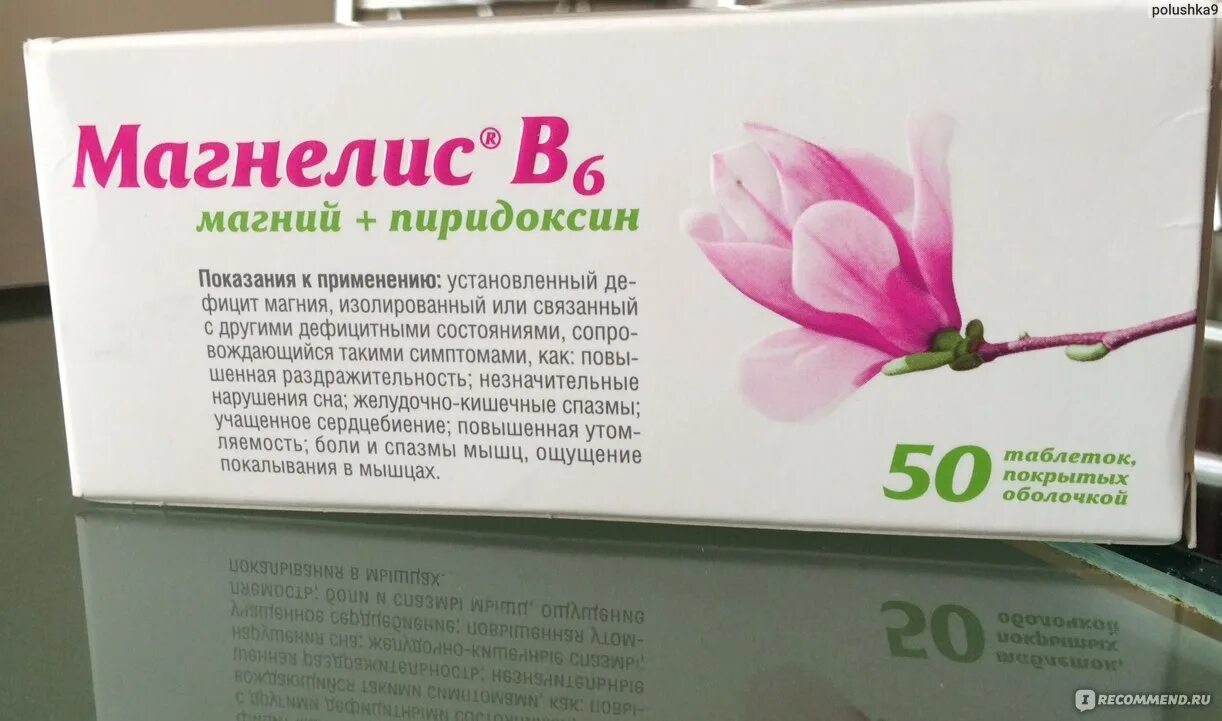 polushka9
Магнелис® B6
магний + пиридоксин
Показания к применению: установленный де-
фицит магния, изолированный или связанный
с другими дефицитными состояниями, сопро-
вождающийся такими симптомами, как: повы-
шенная раздражительность; незначительные
нарушения сна; желудочно-кишечные спазмы;
учащенное сердцебиение; повышенная утом-
ляемость; боли и спазмы мышц, ощущение
покалывания в мышцах.
50 таблеток,
покрытых
оболочкой
I RECOMMEND.RU